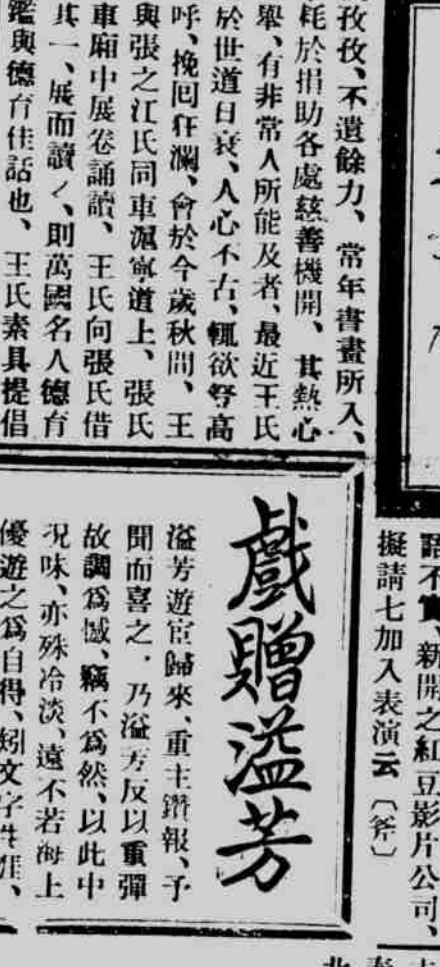 孜孜、不遺餘力、常年書畫所入、
耗於捐助各處慈善機關、其熱心
舉、有非常人所能及者、最近王氏
於世道日衰、人心不古、輒欲登高
呼、挽囘狂瀾、會於今歲秋間、王
與張之江氏同車滬寗道上、張氏
車廂中展卷誦讀、王氏向張氏借
其一、展而讀之、則萬國名人德育
鑑與德育佳話也、王氏素具提倡
語不實、新開之紅豆影片公司、
擬請七加入表演云〔斧〕
戲贈溢芳
溢芳遊宦歸來、重主鑽報、予
聞而喜之、乃溢芳反以重彈
故調爲憾、竊不爲然、以此中
况味、亦殊冷淡、遠不若海上
優遊之爲自得、矧文字生涯、